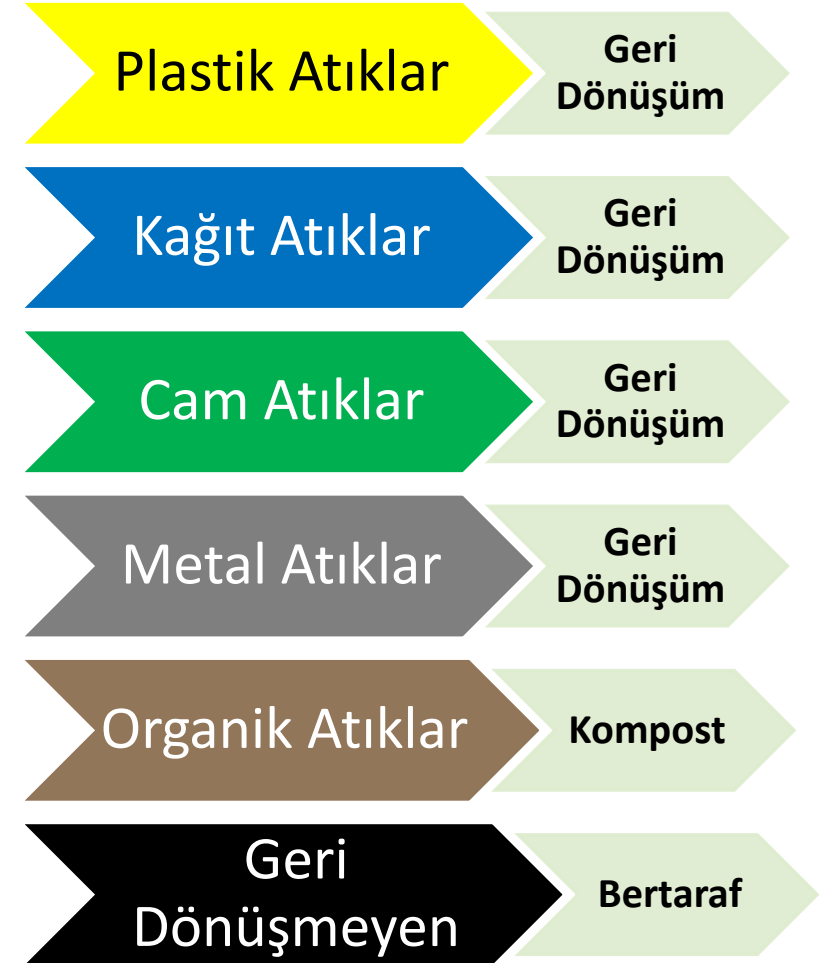 Plastik Atıklar
Geri
Dönüşüm
Kağıt Atıklar
Geri
Dönüşüm
Cam Atıklar
Geri
Dönüşüm
Metal Atıklar
Geri
Dönüşüm
Organik Atıklar
Kompost
Geri
Dönüşmeyen
Bertaraf